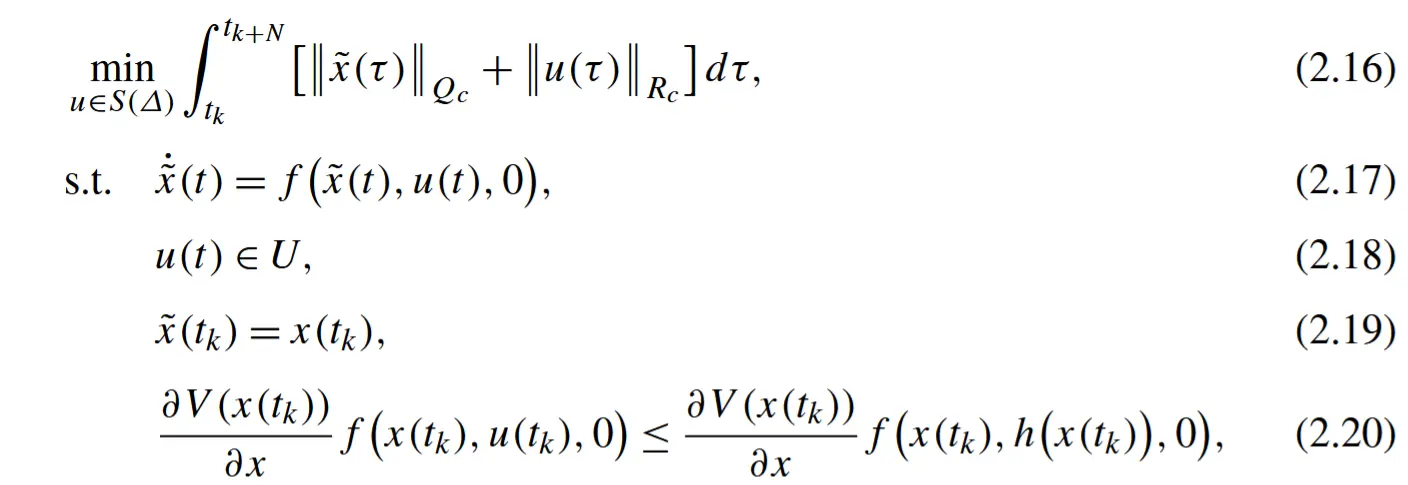 min_{u∈S(Δ)} ∫_{t_k}^{t_{k+N}} [‖x̃(τ)‖_{Q_c} + ‖u(τ)‖_{R_c}] dτ, (2.16)
s.t. \dot{x̃}(t) = f(x̃(t), u(t), 0), (2.17)
u(t) ∈ U, (2.18)
x̃(t_k) = x(t_k), (2.19)
∂V(x(t_k))/∂x f(x(t_k), u(t_k), 0) ≤ ∂V(x(t_k))/∂x f(x(t_k), h(x(t_k)), 0), (2.20)